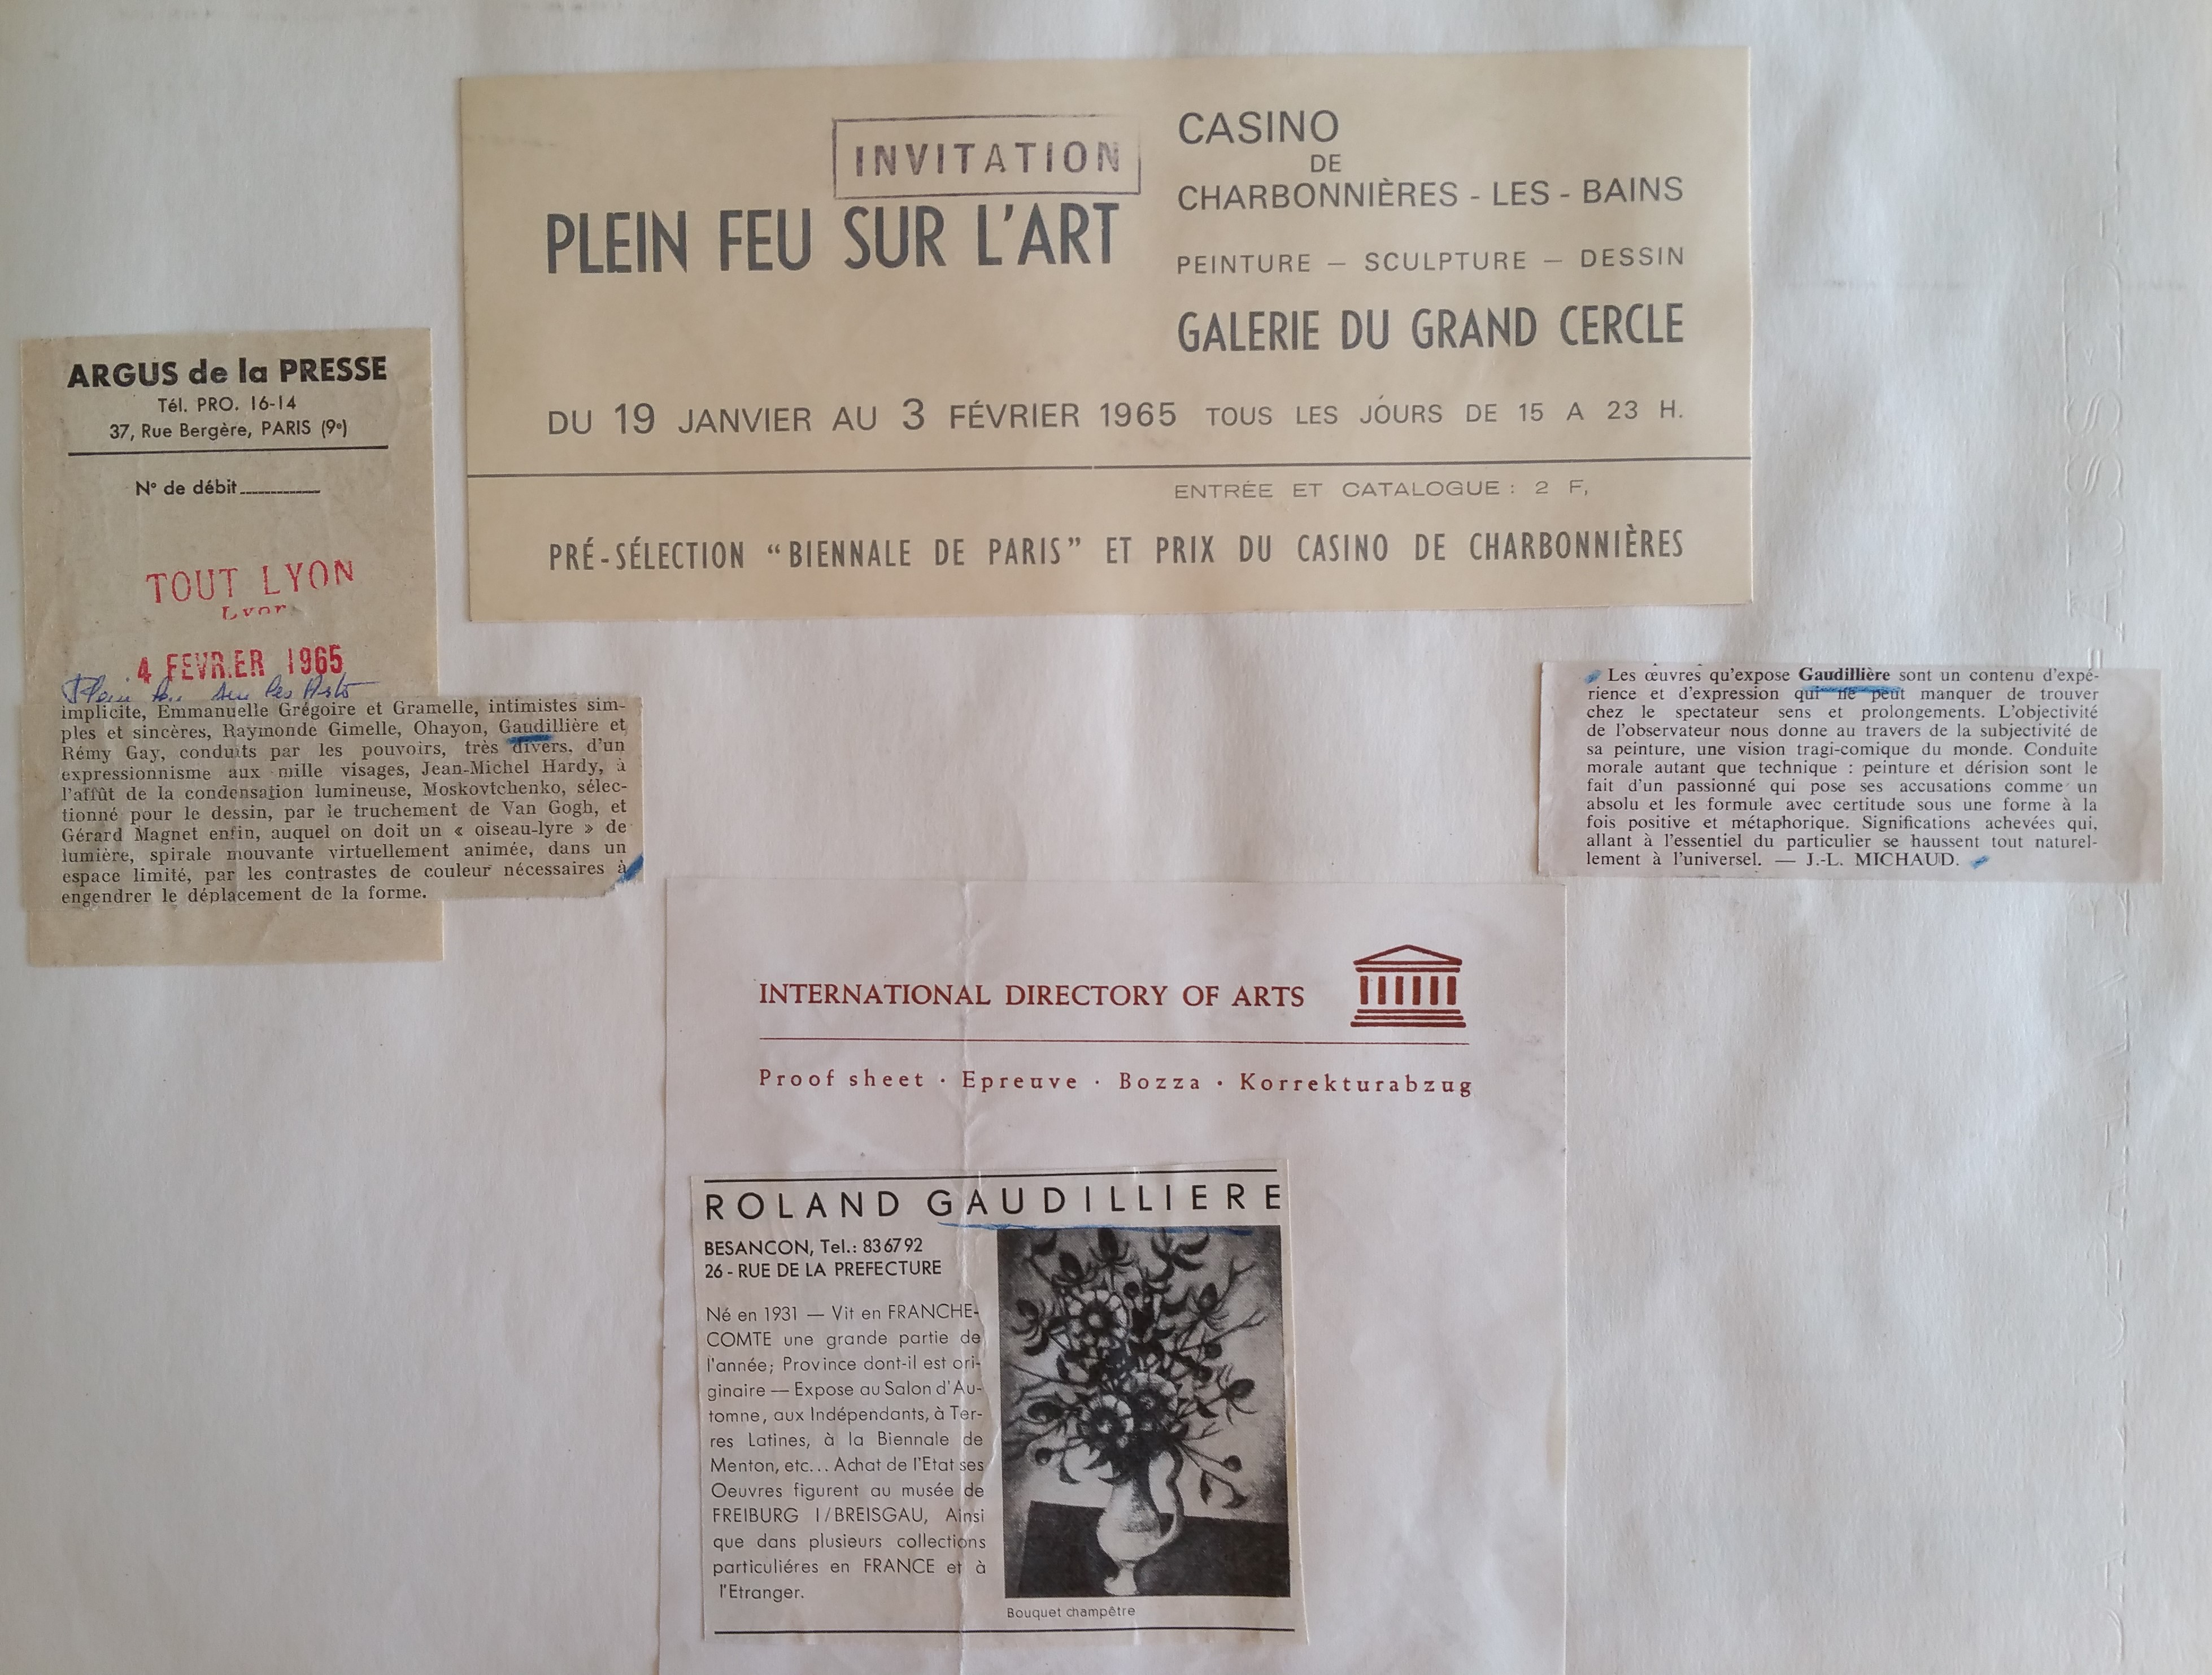 INVITATION
PLEIN FEU SUR L'ART
CASINO
DE
CHARBONNIÈRES - LES - BAINS
PEINTURE — SCULPTURE — DESSIN
GALERIE DU GRAND CERCLE
DU 19 JANVIER AU 3 FÉVRIER 1965 TOUS LES JOURS DE 15 A 23 H.
ENTRÉE ET CATALOGUE : 2 F,
PRÉ-SÉLECTION “BIENNALE DE PARIS” ET PRIX DU CASINO DE CHARBONNIÈRES
ARGUS de la PRESSE
Tél. PRO. 16-14
37, Rue Bergère, PARIS (9e)
N° de débit
TOUT LYON
Lyon
4 FEVRIER 1965
Plein feu sur les Arts
implicite, Emmanuelle Grégoire et Gramelle, intimistes sim-
ples et sincères, Raymonde Gimelle, Ohayon, Gaudillière et
Rémy Gay, conduits par les pouvoirs, très divers, d'un
expressionnisme aux mille visages, Jean-Michel Hardy, à
l'affût de la condensation lumineuse, Moskovtchenko, sélec-
tionné pour le dessin, par le truchement de Van Gogh, et
Gérard Magnet enfin, auquel on doit un « oiseau-lyre » de
lumière, spirale mouvante virtuellement animée, dans un
espace limité, par les contrastes de couleur nécessaires à
engendrer le déplacement de la forme.
Les œuvres qu'expose Gaudillière sont un contenu d'expé-
rience et d'expression qui ne peut manquer de trouver
chez le spectateur sens et prolongements. L'objectivité
de l'observateur nous donne au travers de la subjectivité de
sa peinture, une vision tragi-comique du monde. Conduite
morale autant que technique : peinture et dérision sont le
fait d'un passionné qui pose ses accusations comme un
absolu et les formule avec certitude sous une forme à la
fois positive et métaphorique. Significations achevées qui,
allant à l'essentiel du particulier se haussent tout naturel-
lement à l'universel. — J.-L. MICHAUD.
INTERNATIONAL DIRECTORY OF ARTS
Proof sheet · Epreuve · Bozza · Korrekturabzug
ROLAND GAUDILLIERE
BESANCON, Tel.: 83 67 92
26 - RUE DE LA PREFECTURE
Né en 1931 — Vit en FRANCHE-
COMTE une grande partie de
l'année; Province dont-il est ori-
ginaire — Expose au Salon d'Au-
tomne, aux Indépendants, à Ter-
res Latines, à la Biennale de
Menton, etc... Achat de l'Etat ses
Oeuvres figurent au musée de
FREIBURG I/BREISGAU, Ainsi
que dans plusieurs collections
particuliéres en FRANCE et à
l'Etranger.
Bouquet champêtre